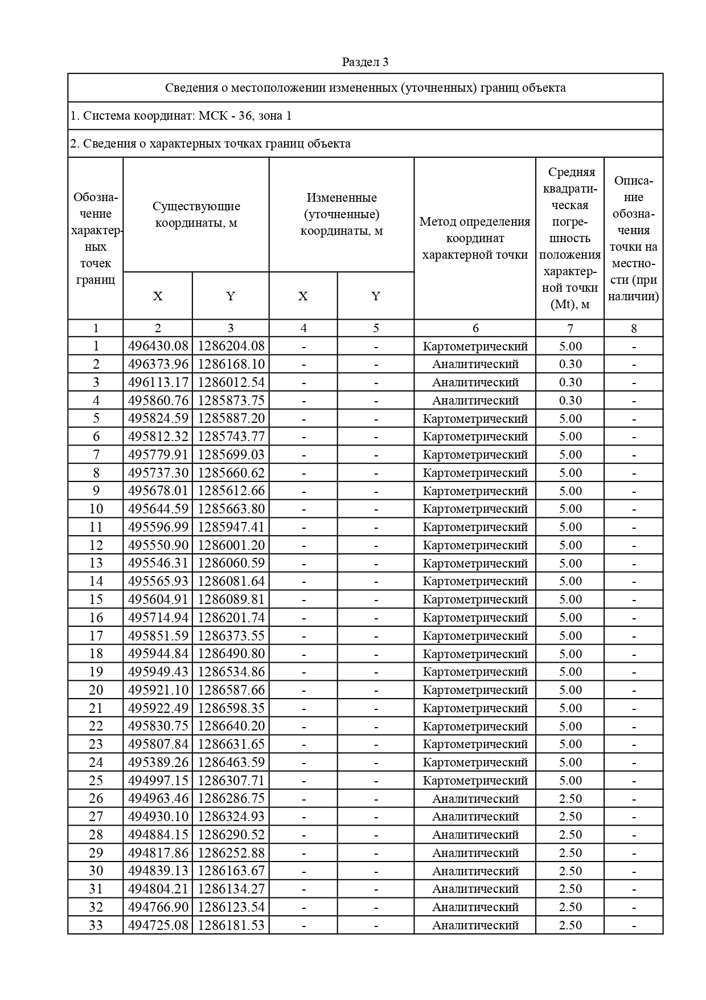 Раздел 3
Сведения о местоположении измененных (уточненных) границ объекта
1. Система координат: МСК - 36, зона 1
2. Сведения о характерных точках границ объекта
Обозна-
чение
характер-
ных
точек
границ
Существующие
координаты, м
Измененные
(уточненные)
координаты, м
Метод определения
координат
характерной точки
Средняя
квадрати-
ческая
погре-
шность
положения
характер-
ной точки
(Mt), м
Описа-
ние
обозна-
чения
точки на
местно-
сти (при
наличии)
X Y X Y
1 2 3 4 5 6 7 8
1 496430.08 1286204.08 - - Картометрический 5.00 -
2 496373.96 1286168.10 - - Аналитический 0.30 -
3 496113.17 1286012.54 - - Аналитический 0.30 -
4 495860.76 1285873.75 - - Аналитический 0.30 -
5 495824.59 1285887.20 - - Картометрический 5.00 -
6 495812.32 1285743.77 - - Картометрический 5.00 -
7 495779.91 1285699.03 - - Картометрический 5.00 -
8 495737.30 1285660.62 - - Картометрический 5.00 -
9 495678.01 1285612.66 - - Картометрический 5.00 -
10 495644.59 1285663.80 - - Картометрический 5.00 -
11 495596.99 1285947.41 - - Картометрический 5.00 -
12 495550.90 1286001.20 - - Картометрический 5.00 -
13 495546.31 1286060.59 - - Картометрический 5.00 -
14 495565.93 1286081.64 - - Картометрический 5.00 -
15 495604.91 1286089.81 - - Картометрический 5.00 -
16 495714.94 1286201.74 - - Картометрический 5.00 -
17 495851.59 1286373.55 - - Картометрический 5.00 -
18 495944.84 1286490.80 - - Картометрический 5.00 -
19 495949.43 1286534.86 - - Картометрический 5.00 -
20 495921.10 1286587.66 - - Картометрический 5.00 -
21 495922.49 1286598.35 - - Картометрический 5.00 -
22 495830.75 1286640.20 - - Картометрический 5.00 -
23 495807.84 1286631.65 - - Картометрический 5.00 -
24 495389.26 1286463.59 - - Картометрический 5.00 -
25 494997.15 1286307.71 - - Картометрический 5.00 -
26 494963.46 1286286.75 - - Аналитический 2.50 -
27 494930.10 1286324.93 - - Аналитический 2.50 -
28 494884.15 1286290.52 - - Аналитический 2.50 -
29 494817.86 1286252.88 - - Аналитический 2.50 -
30 494839.13 1286163.67 - - Аналитический 2.50 -
31 494804.21 1286134.27 - - Аналитический 2.50 -
32 494766.90 1286123.54 - - Аналитический 2.50 -
33 494725.08 1286181.53 - - Аналитический 2.50 -